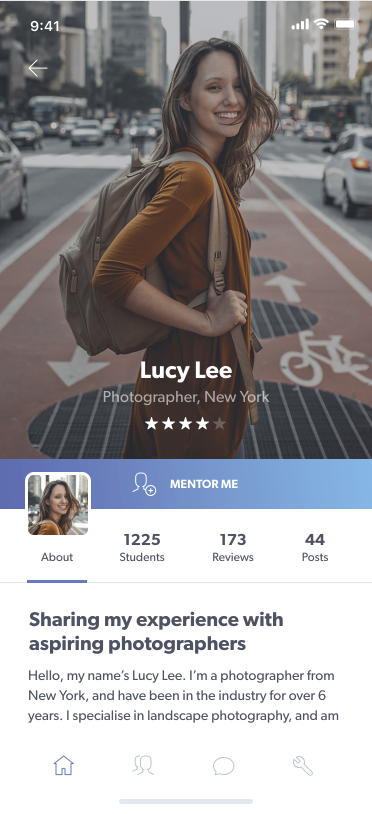 9:41
Lucy Lee
Photographer, New York
MENTOR ME
About
1225
Students
173
Reviews
44
Posts
Sharing my experience with
aspiring photographers
Hello, my name’s Lucy Lee. I’m a photographer from
New York, and have been in the industry for over 6
years. I specialise in landscape photography, and am